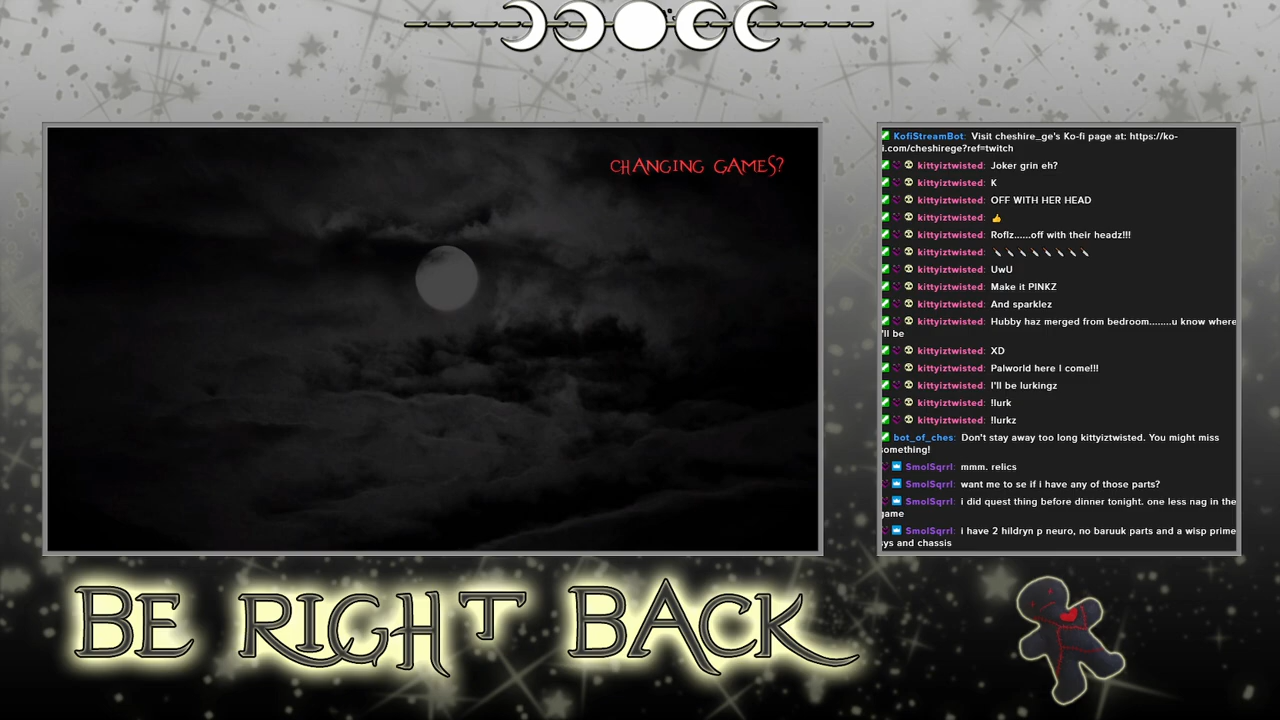 CHANGING GAMES?
KofiStreamBot: Visit cheshire_ge's Ko-fi page at: https://ko-
i.com/cheshirege?ref=twitch
kittyiztwisted: Joker grin eh?
kittyiztwisted: K
kittyiztwisted: OFF WITH HER HEAD
kittyiztwisted: 👍
kittyiztwisted: Roflz......off with their headz!!!
kittyiztwisted: 🔪🔪🔪🔪🔪🔪🔪🔪
kittyiztwisted: UwU
kittyiztwisted: Make it PINKZ
kittyiztwisted: And sparklez
kittyiztwisted: Hubby haz merged from bedroom........u know where
'll be
kittyiztwisted: XD
kittyiztwisted: Palworld here I come!!!
kittyiztwisted: I'll be lurkingz
kittyiztwisted: !lurk
kittyiztwisted: !lurkz
bot_of_ches: Don't stay away too long kittyiztwisted. You might miss
something!
SmolSqrrl: mmm. relics
SmolSqrrl: want me to se if i have any of those parts?
SmolSqrrl: i did quest thing before dinner tonight. one less nag in the
game
SmolSqrrl: i have 2 hildryn p neuro, no baruuk parts and a wisp prime
sys and chassis
BE RIGHT BACK